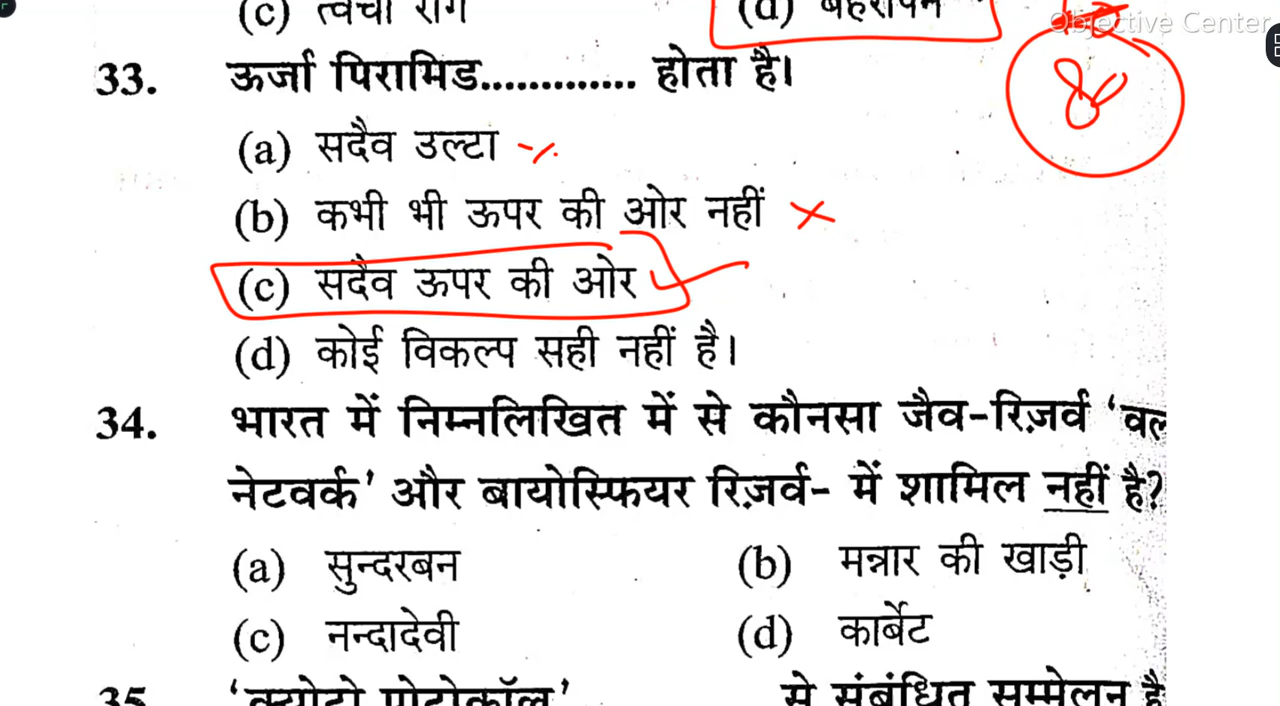 (c) त्वचा रोग (d) बहरापन
Objective Center
33. ऊर्जा पिरामिड............. होता है।
(a) सदैव उल्टा
(b) कभी भी ऊपर की ओर नहीं
(c) सदैव ऊपर की ओर
(d) कोई विकल्प सही नहीं है।
34. भारत में निम्नलिखित में से कौनसा जैव-रिज़र्व ‘
नेटवर्क’ और बायोस्फियर रिज़र्व- में शामिल नहीं है?
(a) सुन्दरबन (b) मन्नार की खाड़ी
(c) नन्दादेवी (d) कार्बेट
35. ‘क्योटो प्रोटोकॉल’ से संबंधित सम्मेलन है